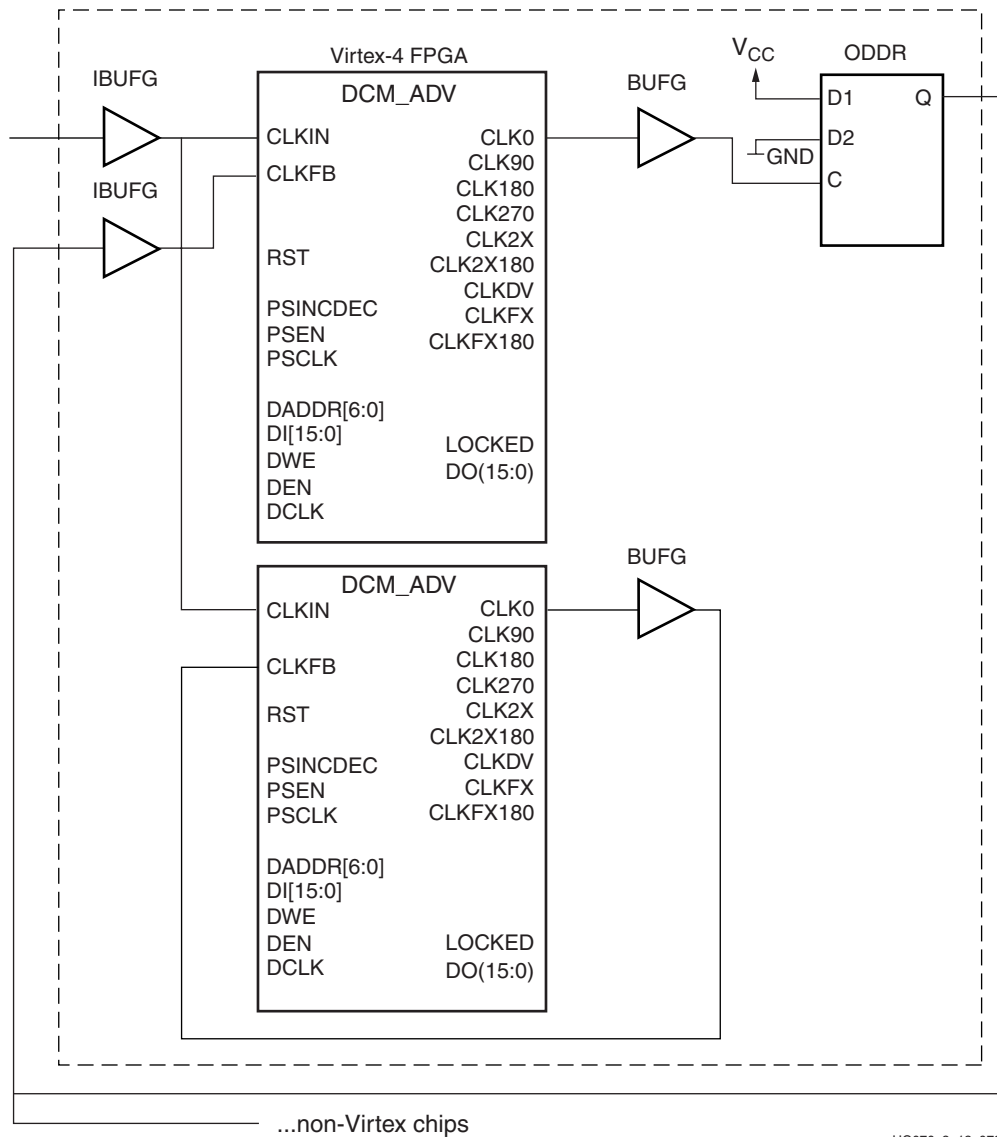 Virtex-4 FPGA
IBUFG
DCM_ADV
BUFG
VCC
ODDR
CLKIN
CLK0
D1
Q
CLKFB
CLK90
D2
GND
IBUFG
CLK180
C
CLK270
CLK2X
RST
CLK2X180
CLKDV
PSINCDEC
CLKFX
PSEN
CLKFX180
PSCLK
DADDR[6:0]
DI[15:0]
LOCKED
DWE
DO(15:0)
DEN
DCLK
BUFG
DCM_ADV
CLKIN
CLK0
CLK90
CLKFB
CLK180
CLK270
RST
CLK2X
CLK2X180
PSINCDEC
CLKDV
PSEN
CLKFX
PSCLK
CLKFX180
DADDR[6:0]
DI[15:0]
DWE
DEN
LOCKED
DCLK
DO(15:0)
...non-Virtex chips